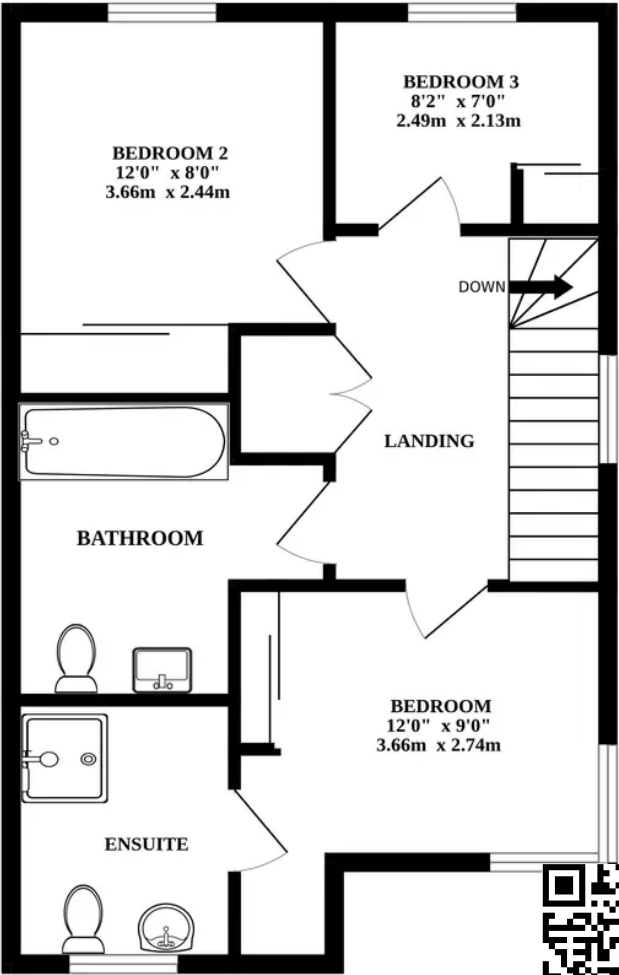 BEDROOM 3
8'2" x 7'0"
2.49m x 2.13m
BEDROOM 2
12'0" x 8'0"
3.66m x 2.44m
DOWN
LANDING
BATHROOM
BEDROOM
12'0" x 9'0"
3.66m x 2.74m
ENSUITE